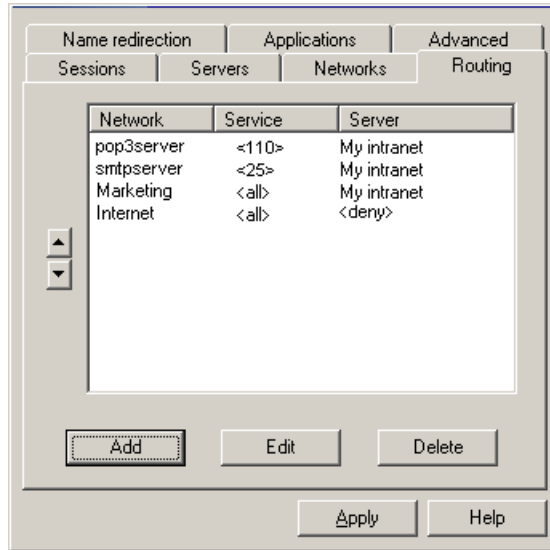 Name redirection Applications Advanced
Sessions Servers Networks Routing
Network Service Server
pop3server <110> My intranet
smtpserver <25> My intranet
Marketing <all> My intranet
Internet <all> <deny>
Add Edit Delete
Apply Help